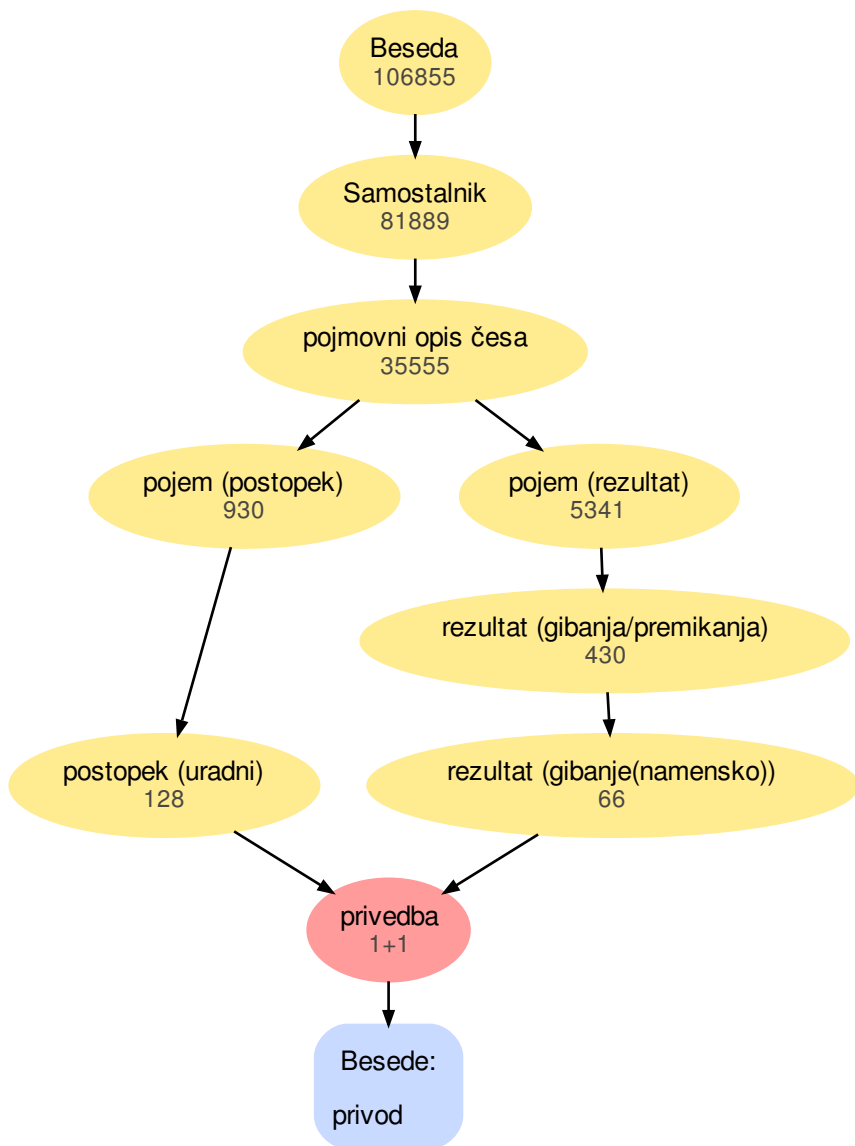 Beseda
106855
Samostalnik
81889
pojmovni opis česa
35555
pojem (postopek)
930
pojem (rezultat)
5341
rezultat (gibanja/premikanja)
430
postopek (uradni)
128
rezultat (gibanje(namensko))
66
privedba
1+1
Besede:
privod